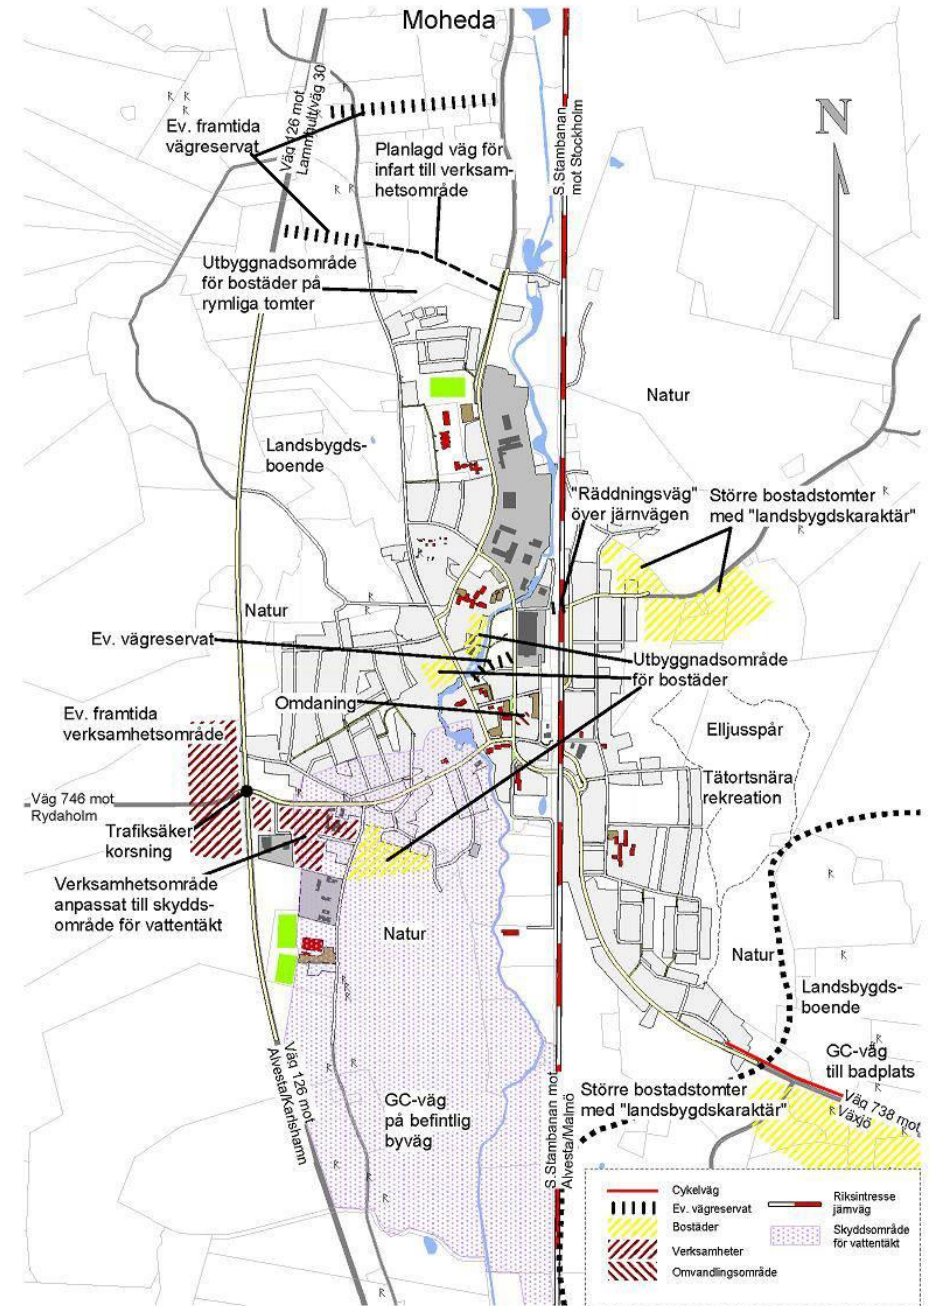 Moheda
N
Ev. framtida
vägreservat
Väg 126 mot
Lammhult/väg 30
Planlagd väg för
infart till verksam-
hetsområde
S.Stambanan
mot Stockholm
Utbyggnadsområde
för bostäder på
rymliga tomter
Natur
Landsbygds-
boende
"Räddningsväg"
över järnvägen
Större bostadstomter
med "landsbygdskaraktär"
Natur
Ev. vägreservat
Utbyggnadsområde
för bostäder
Omdaning
Ev. framtida
verksamhetsområde
Elljusspår
Tätortsnära
rekreation
Väg 746 mot
Rydaholm
Trafiksäker
korsning
Verksamhetsområde
anpassat till skydds-
område för vattentäkt
Natur
Natur
Landsbygds-
boende
GC-väg
till badplats
Väg 126 mot
Alvesta/Karlshamn
GC-väg
på befintlig
byväg
S.Stambanan mot
Alvesta/Malmö
Större bostadstomter
med "landsbygdskaraktär"
Väg 738 mot
Växjö
Cykelväg
Ev. vägreservat
Bostäder
Verksamheter
Omvandlingsområde
Riksintresse
järnväg
Skyddsområde
för vattentäkt